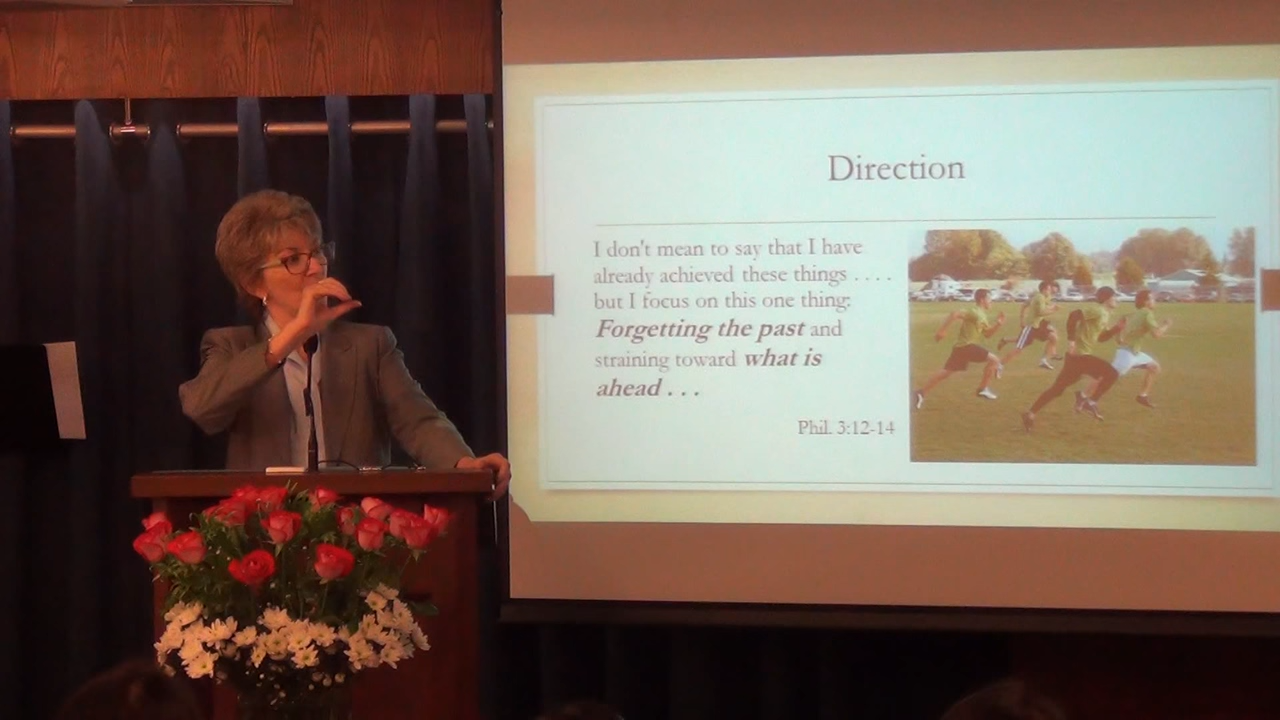 Direction
I don't mean to say that I have
already achieved these things . . . .
but I focus on this one thing:
Forgetting the past and
straining toward what is
ahead . . .
Phil. 3:12-14